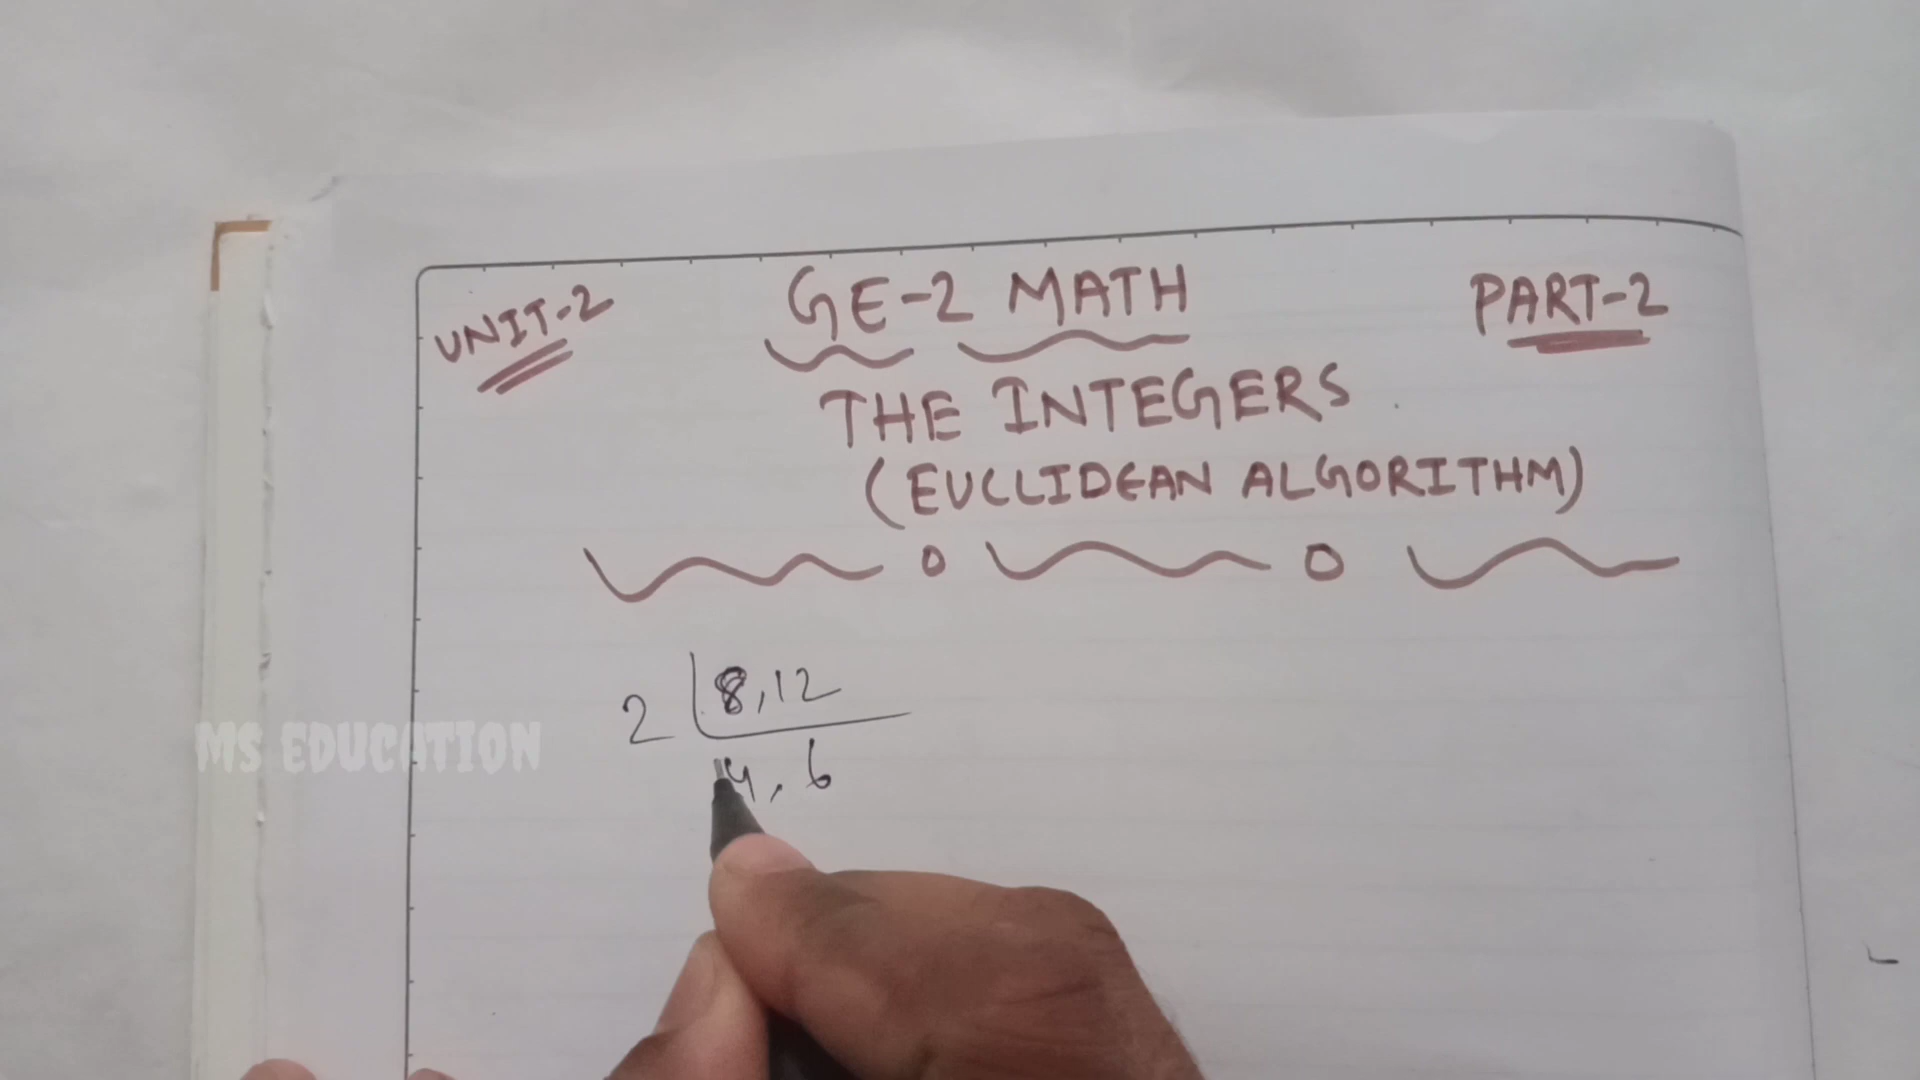 UNIT-2 GE-2 MATH PART-2
THE INTEGERS
(EUCLIDEAN ALGORITHM)
2 8,12
4, 6
MS EDUCATION